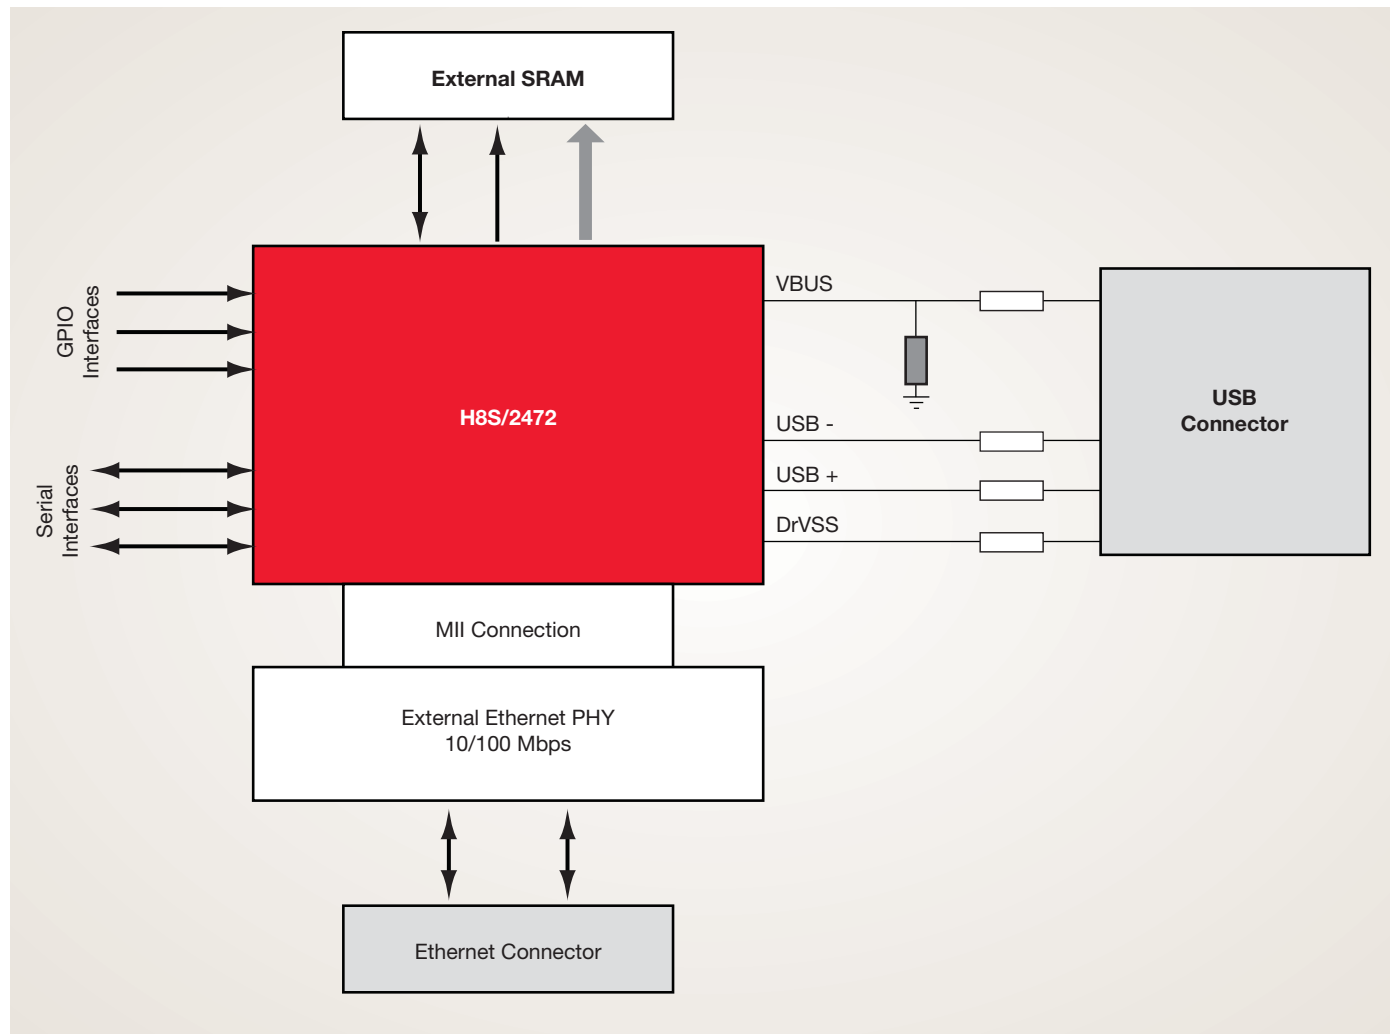 External SRAM
GPIO
Interfaces
VBUS
H8S/2472
USB
Connector
USB -
USB +
DrVSS
Serial
Interfaces
MII Connection
External Ethernet PHY
10/100 Mbps
Ethernet Connector